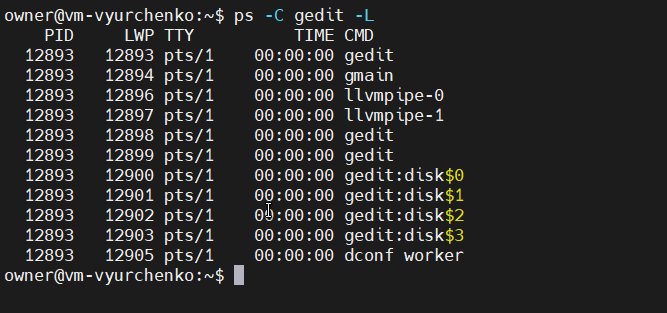 owner@vm-vyurchenko:~$ ps -C gedit -L
PID LWP TTY TIME CMD
12893 12893 pts/1 00:00:00 gedit
12893 12894 pts/1 00:00:00 gmain
12893 12896 pts/1 00:00:00 llvmpipe-0
12893 12897 pts/1 00:00:00 llvmpipe-1
12893 12898 pts/1 00:00:00 gedit
12893 12899 pts/1 00:00:00 gedit
12893 12900 pts/1 00:00:00 gedit:disk$0
12893 12901 pts/1 00:00:00 gedit:disk$1
12893 12902 pts/1 00:00:00 gedit:disk$2
12893 12903 pts/1 00:00:00 gedit:disk$3
12893 12905 pts/1 00:00:00 dconf worker
owner@vm-vyurchenko:~$